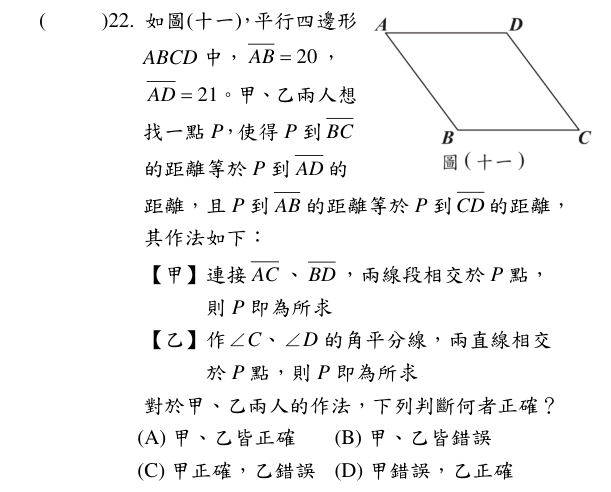 (　　)22. 如圖(十一)，平行四邊形
ABCD 中，AB = 20，
AD = 21。甲、乙兩人想
找一點 P，使得 P 到 BC
的距離等於 P 到 AD 的
距離，且 P 到 AB 的距離等於 P 到 CD 的距離，
其作法如下：
【甲】連接 AC 、 BD ，兩線段相交於 P 點，
則 P 即為所求
【乙】作∠C、∠D 的角平分線，兩直線相交
於 P 點，則 P 即為所求
對於甲、乙兩人的作法，下列判斷何者正確？
(A) 甲、乙皆正確　(B) 甲、乙皆錯誤
(C) 甲正確，乙錯誤　(D) 甲錯誤，乙正確
A
D
B
C
圖(十一)